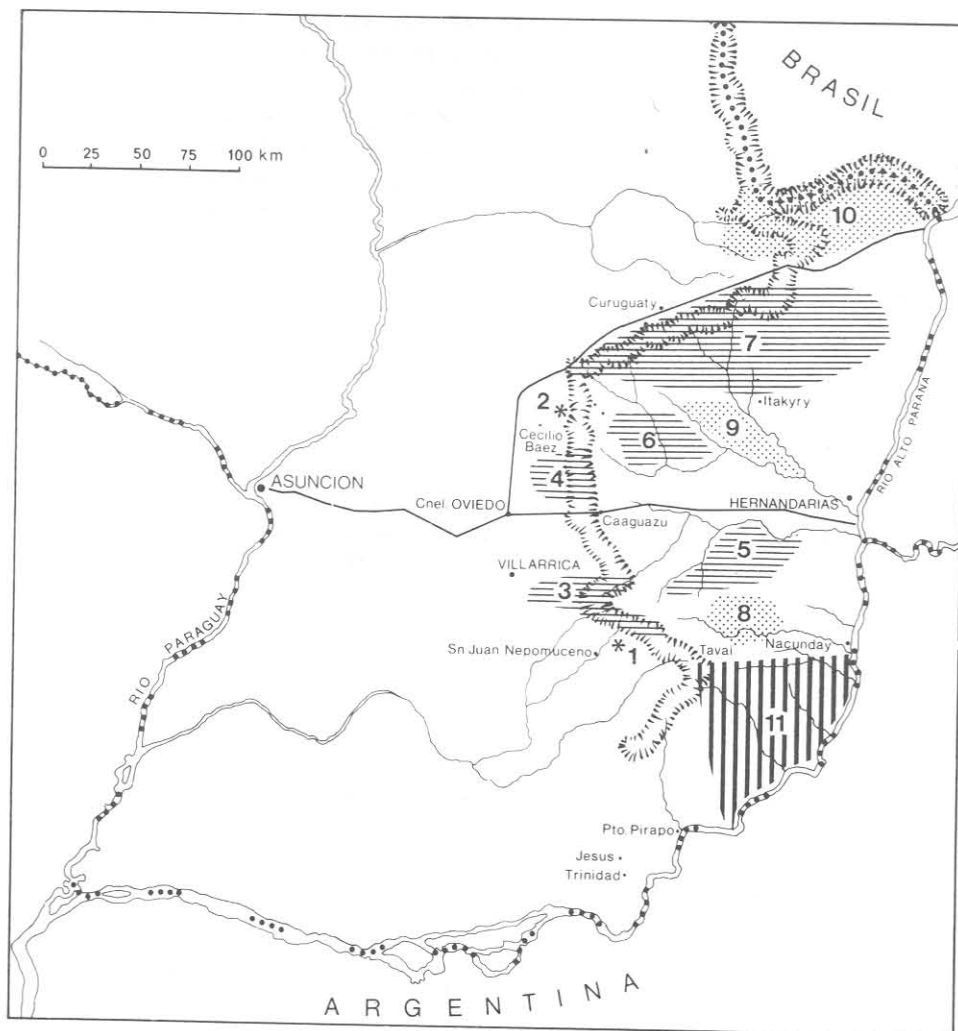 BRASIL
0 25 50 75 100 km
10
Curuguaty
7
2 *
Itakyry
Cecilio
Baez
6
9
4
RIO ALTO PARANA
ASUNCION
Cnel. OVIEDO
HERNANDARIAS
Caaguazu
5
VILLARRICA
3
8
RIO PARAGUAY
Sn Juan Nepomuceno
* 1
Tavai
Nacunday
11
Pto. Pirapo
Jesus
Trinidad
ARGENTINA